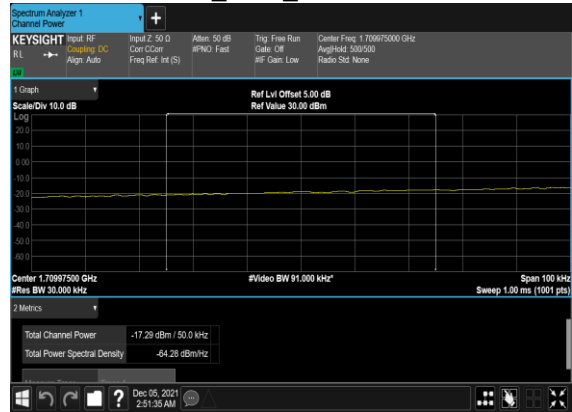 Spectrum Analyzer 1
Channel Power
KEYSIGHT Input: RF Input Z: 50 Ω Atten: 50 dB Trig: Free Run Center Freq: 1.709975000 GHz
RL Coupling: DC Corr CCorr #PNO: Fast Gate: Off Avg|Hold: 500/500
Align: Auto Freq Ref: Int (S) #IF Gain: Low Radio Std: None
1 Graph Ref Lvl Offset 5.00 dB
Scale/Div 10.0 dB Ref Value 30.00 dBm
Log
20.0
10.0
0.00
-10.0
-20.0
-30.0
-40.0
-50.0
-60.0
Center 1.70997500 GHz #Video BW 91.000 kHz* Span 100 kHz
#Res BW 30.000 kHz Sweep 1.00 ms (1001 pts)
2 Metrics
Total Channel Power -17.29 dBm / 50.0 kHz
Total Power Spectral Density -64.28 dBm/Hz
? Dec 05, 2021
2:51:35 AM